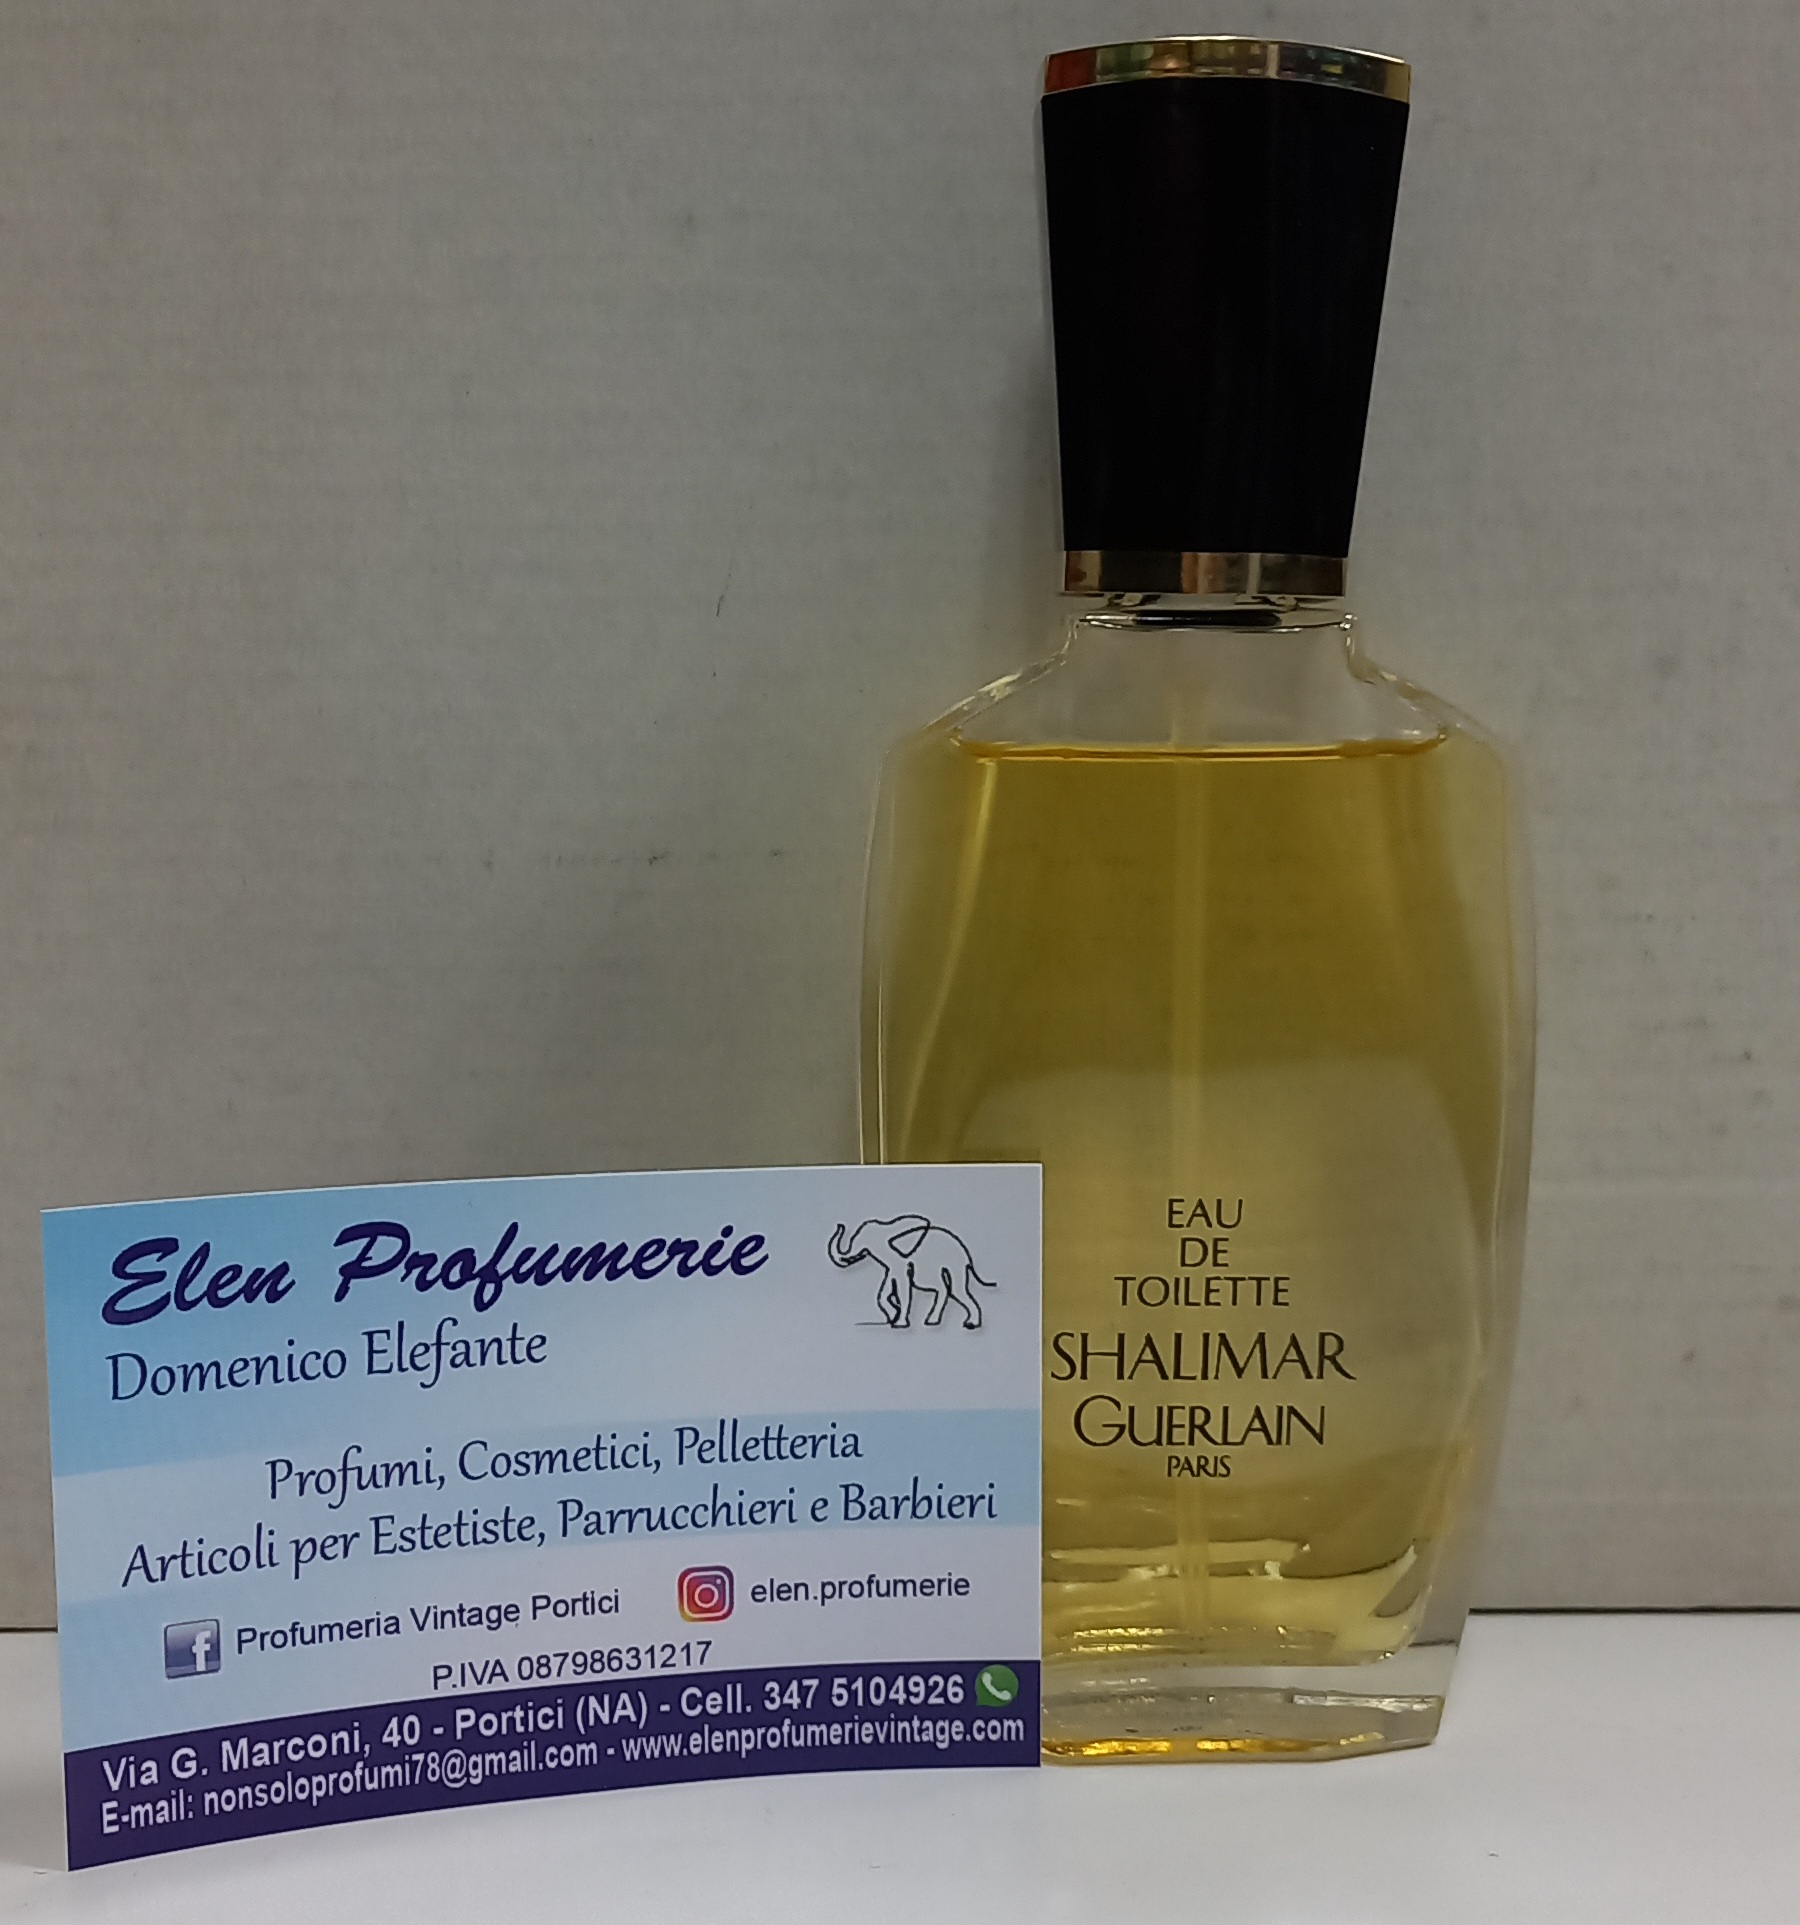 Elen Profumerie
Domenico Elefante
Profumi, Cosmetici, Pelletteria
Articoli per Estetiste, Parrucchieri e Barbieri
f Profumeria Vintage Portici elen.profumerie
P.IVA 08798631217
Via G. Marconi, 40 - Portici (NA) - Cell. 347 5104926
E-mail: nonsoloprofumi78@gmail.com - www.elenprofumerievintage.com
EAU
DE
TOILETTE
SHALIMAR
GUERLAIN
PARIS